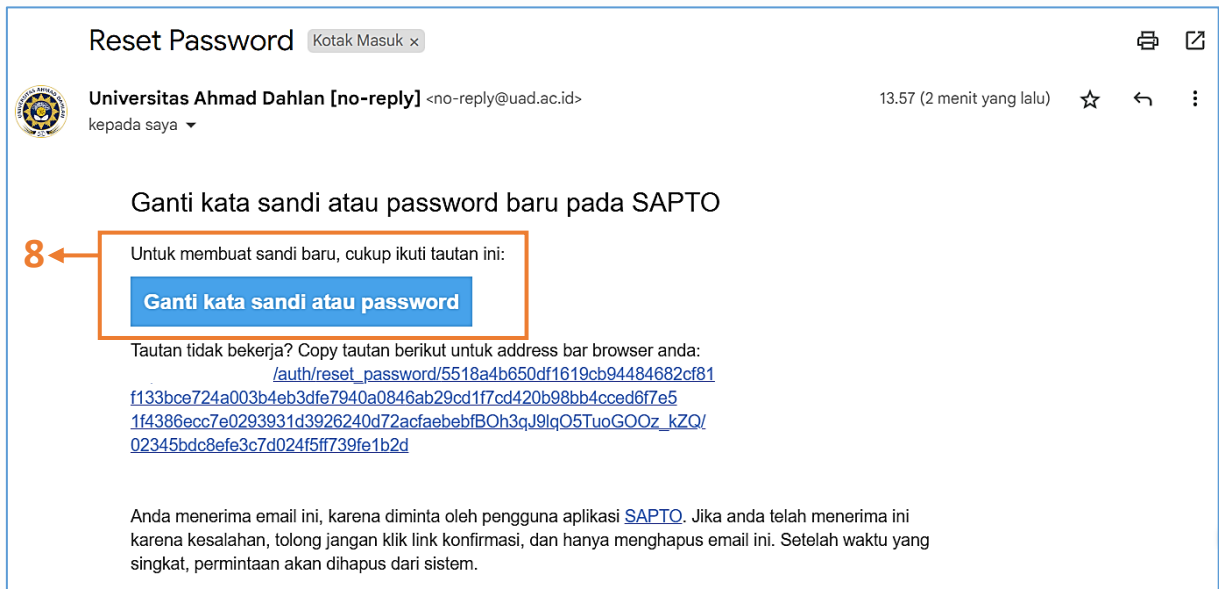 Reset Password Kotak Masuk ×
Universitas Ahmad Dahlan [no-reply] <no-reply@uad.ac.id> 13.57 (2 menit yang lalu)
kepada saya
Ganti kata sandi atau password baru pada SAPTO
8 Untuk membuat sandi baru, cukup ikuti tautan ini:
Ganti kata sandi atau password
Tautan tidak bekerja? Copy tautan berikut untuk address bar browser anda:
/auth/reset_password/5518a4b650df1619cb94484682cf81
f133bce724a003b4eb3dfe7940a0846ab29cd1f7cd420b98bb4cced6f7e5
1f4386ecc7e0293931d3926240d72acfaebebfBOh3qJ9lqO5TuoGOOz_kZQ/
02345bdc8efe3c7d024f5ff739fe1b2d
Anda menerima email ini, karena diminta oleh pengguna aplikasi SAPTO. Jika anda telah menerima ini
karena kesalahan, tolong jangan klik link konfirmasi, dan hanya menghapus email ini. Setelah waktu yang
singkat, permintaan akan dihapus dari sistem.